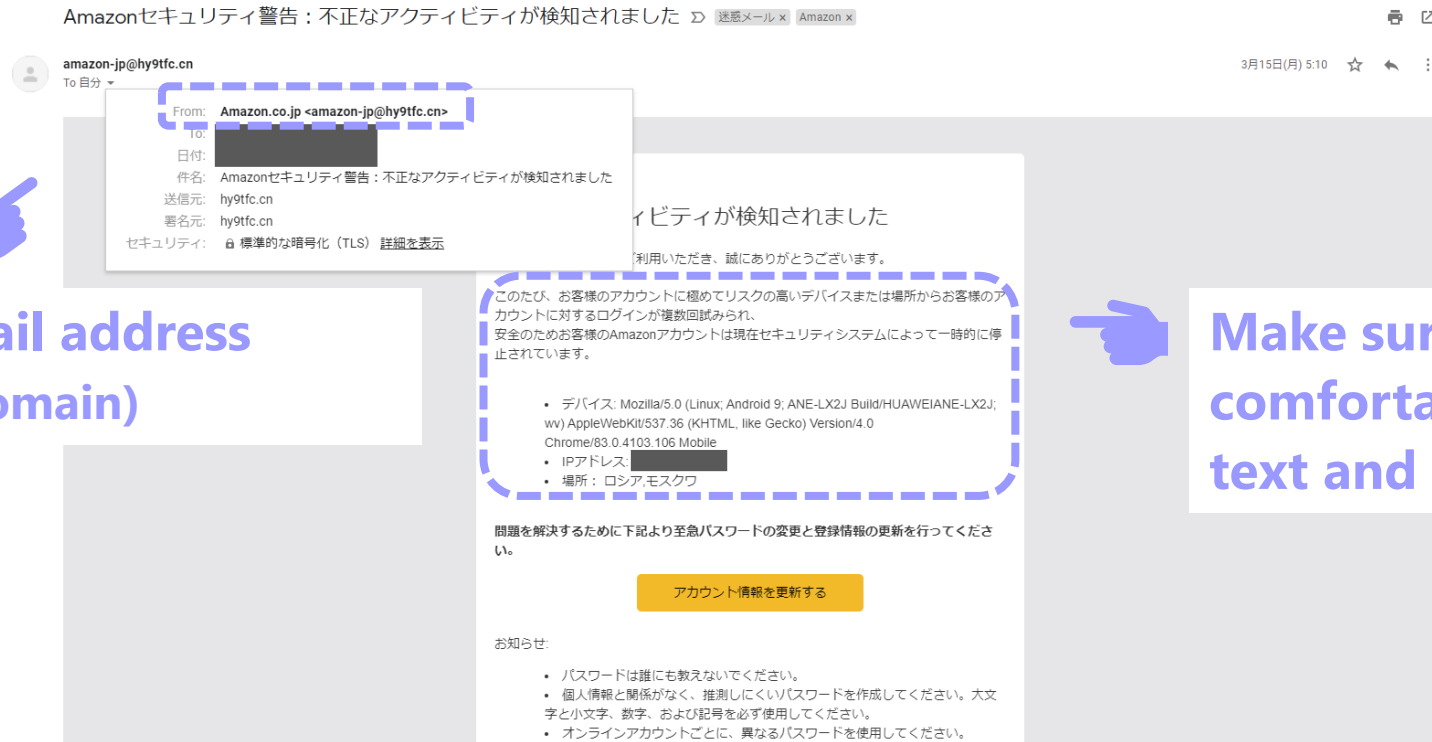 Amazonセキュリティ警告：不正なアクティビティが検知されました 迷惑メール × Amazon ×
amazon-jp@hy9tfc.cn
3月15日(月) 5:10
To 自分
From: Amazon.co.jp <amazon-jp@hy9tfc.cn>
To:
日付:
件名: Amazonセキュリティ警告：不正なアクティビティが検知されました
送信元: hy9tfc.cn
署名元: hy9tfc.cn
セキュリティ: 標準的な暗号化（TLS） 詳細を表示
ィビティが検知されました
利用いただき、誠にありがとうございます。
このたび、お客様のアカウントに極めてリスクの高いデバイスまたは場所からお客様のア
カウントに対するログインが複数回試みられ、
安全のためお客様のAmazonアカウントは現在セキュリティシステムによって一時的に停
止されています。
• デバイス: Mozilla/5.0 (Linux; Android 9; ANE-LX2J Build/HUAWEIANE-LX2J;
wv) AppleWebKit/537.36 (KHTML, like Gecko) Version/4.0
Chrome/83.0.4103.106 Mobile
• IPアドレス:
• 場所： ロシア,モスクワ
ail address
omain)
Make sur
comforta
text and
問題を解決するために下記より至急パスワードの変更と登録情報の更新を行ってくださ
い。
アカウント情報を更新する
お知らせ:
• パスワードは誰にも教えないでください。
• 個人情報と関係がなく、推測しにくいパスワードを作成してください。大文
字と小文字、数字、および記号を必ず使用してください。
• オンラインアカウントごとに、異なるパスワードを使用してください。